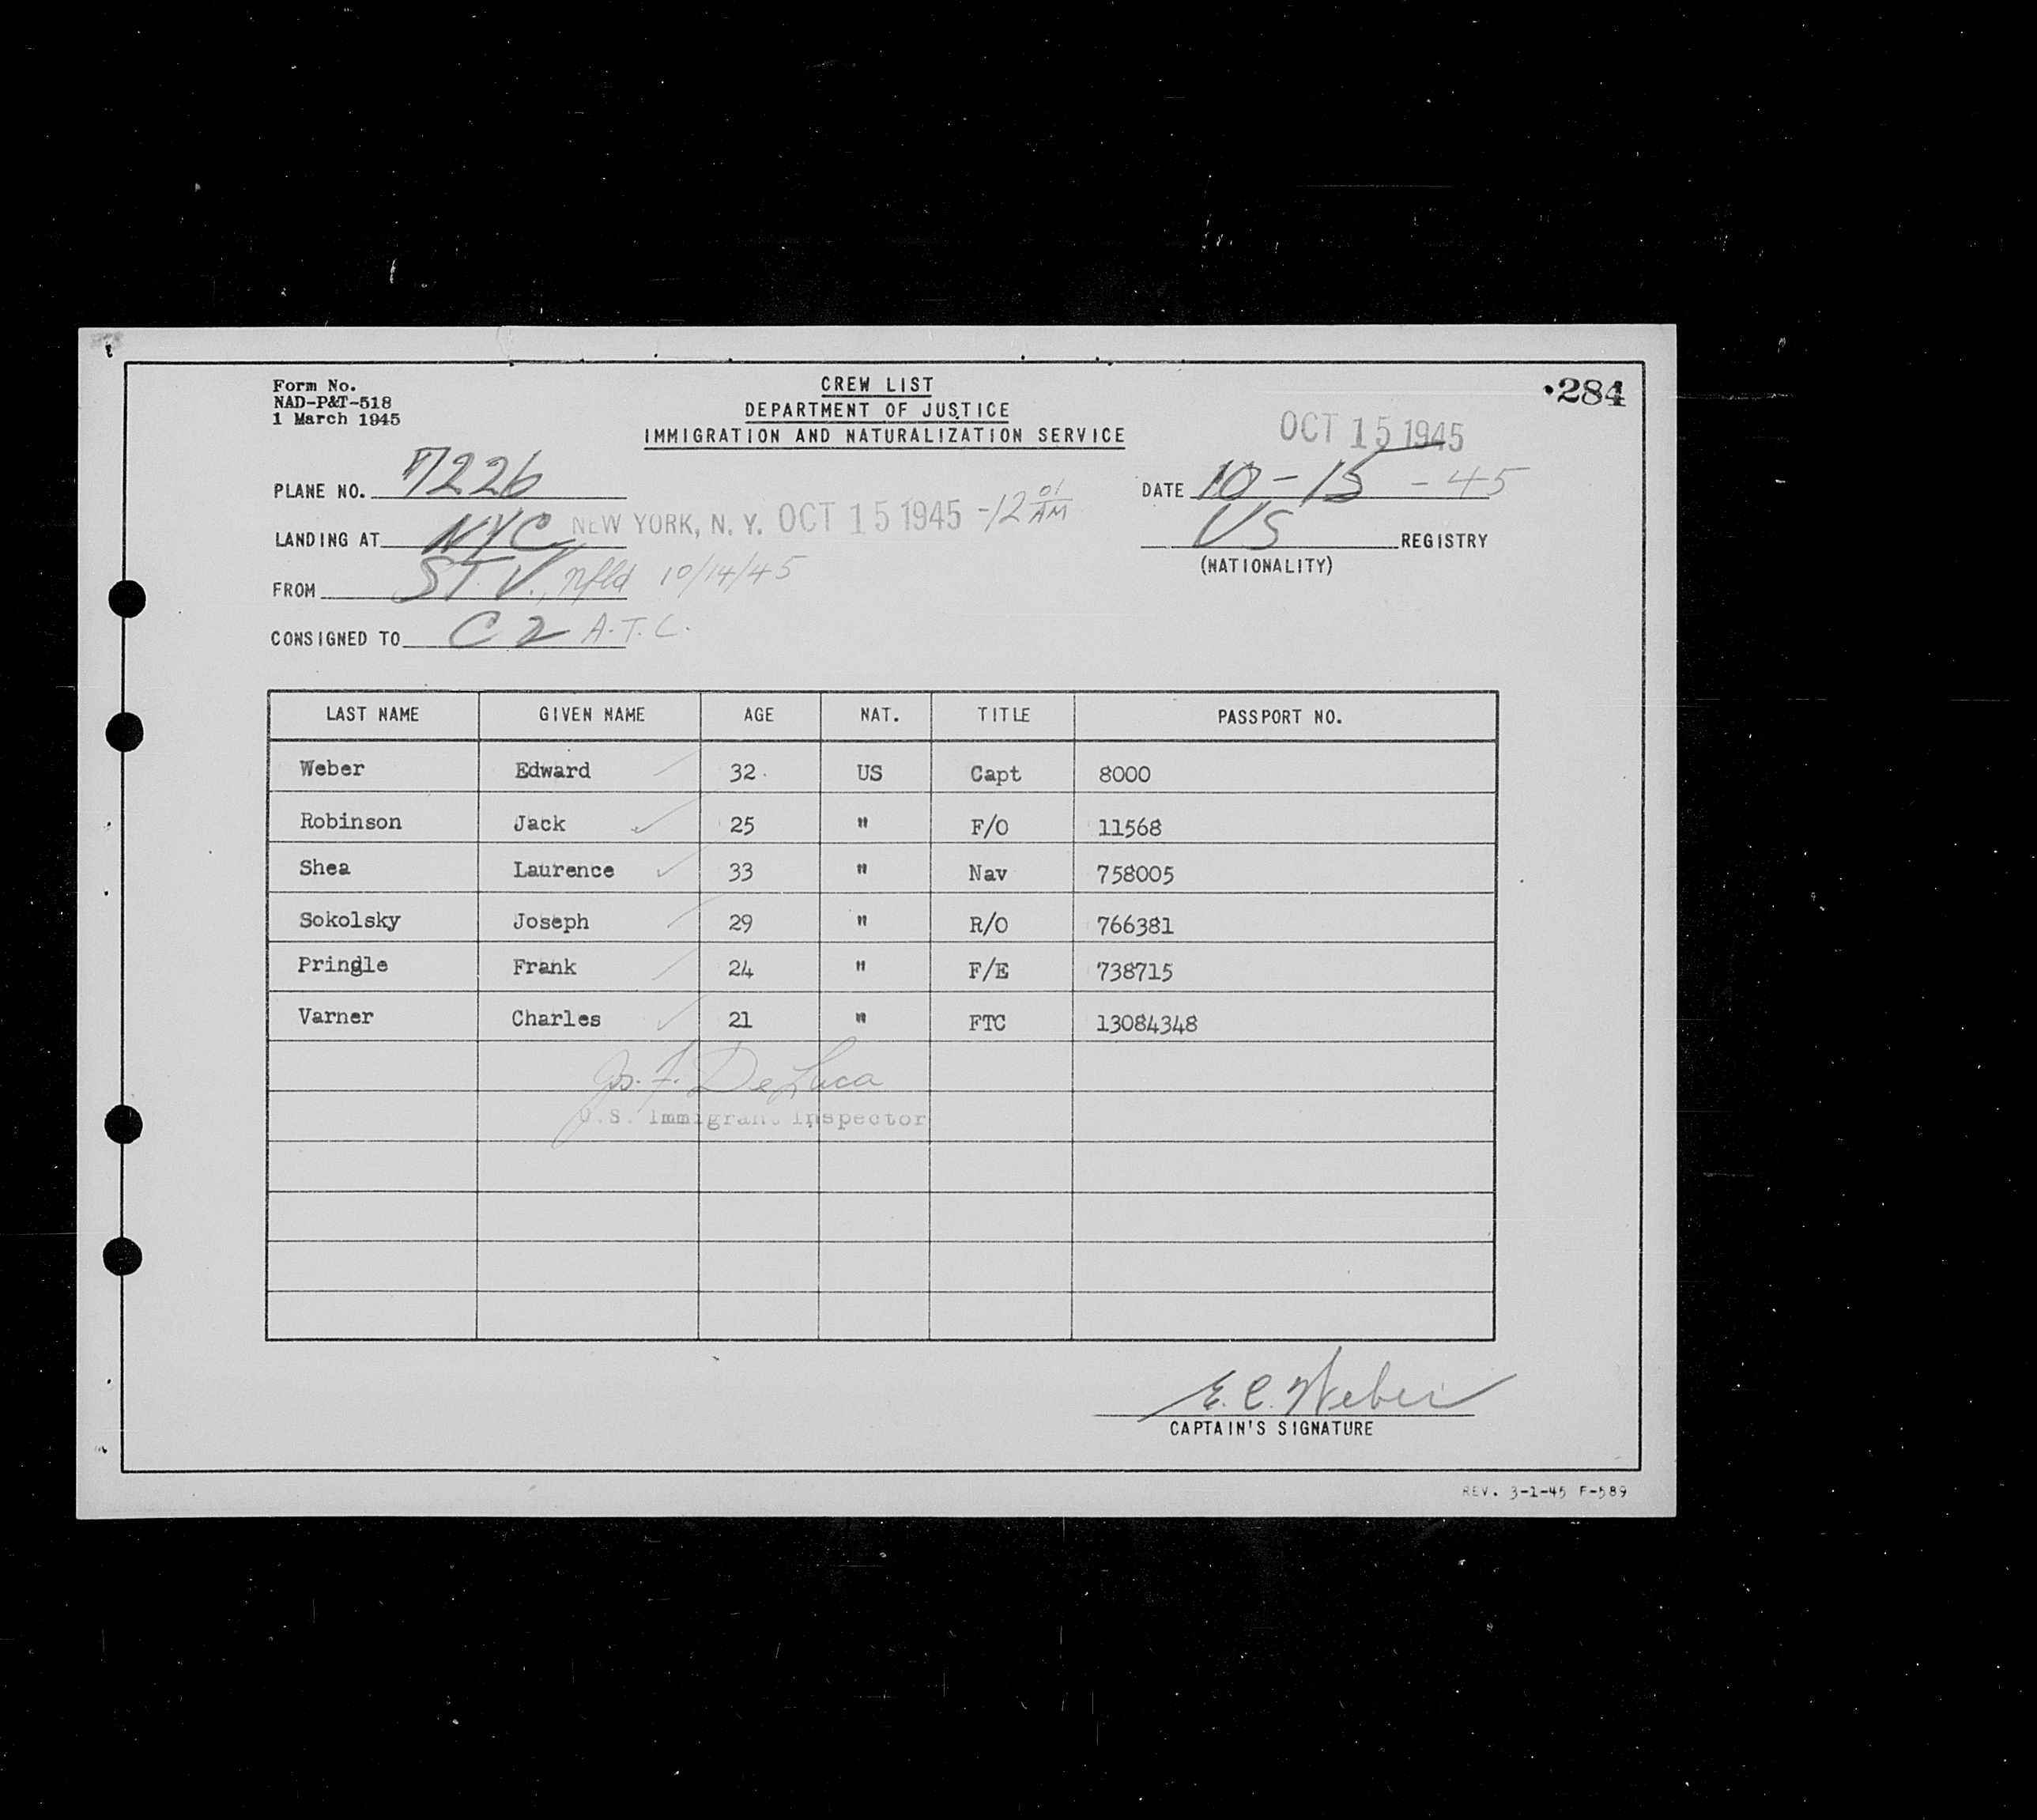 Form No.
NAD-P&T-518
1 March 1945
CREW LIST
DEPARTMENT OF JUSTICE
IMMIGRATION AND NATURALIZATION SERVICE
284
OCT 15 1945
PLANE NO. 7226
DATE 10-15-45
LANDING AT NYC NEW YORK, N. Y. OCT 15 1945 -12 01 AM
US REGISTRY
(NATIONALITY)
FROM STV., Nfld 10/14/45
CONSIGNED TO C2 A.T.C.
LAST NAME GIVEN NAME AGE NAT. TITLE PASSPORT NO.
Weber Edward 32 US Capt 8000
Robinson Jack 25 " F/O 11568
Shea Laurence 33 " Nav 758005
Sokolsky Joseph 29 " R/O 766381
Pringle Frank 24 " F/E 738715
Varner Charles 21 " FTC 13084348
Jos. F. DeLuca
U.S. Immigrant Inspector
E. C. Weber
CAPTAIN'S SIGNATURE
REV. 3-1-45 F-589